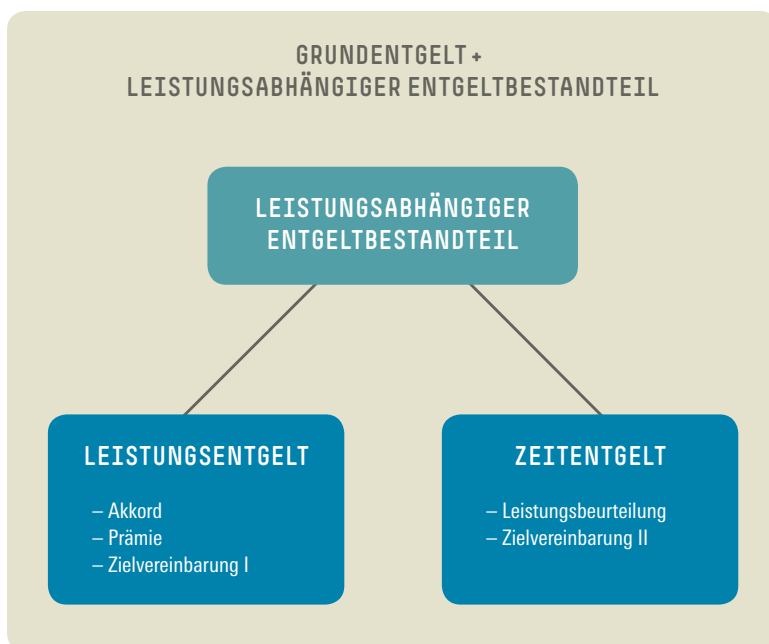 GRUNDENTGELT +
LEISTUNGSABHÄNGIGER ENTGELTBESTANDTEIL
LEISTUNGSABHÄNGIGER
ENTGELTBESTANDTEIL
LEISTUNGSENTGELT
– Akkord
– Prämie
– Zielvereinbarung I
ZEITENTGELT
– Leistungsbeurteilung
– Zielvereinbarung II